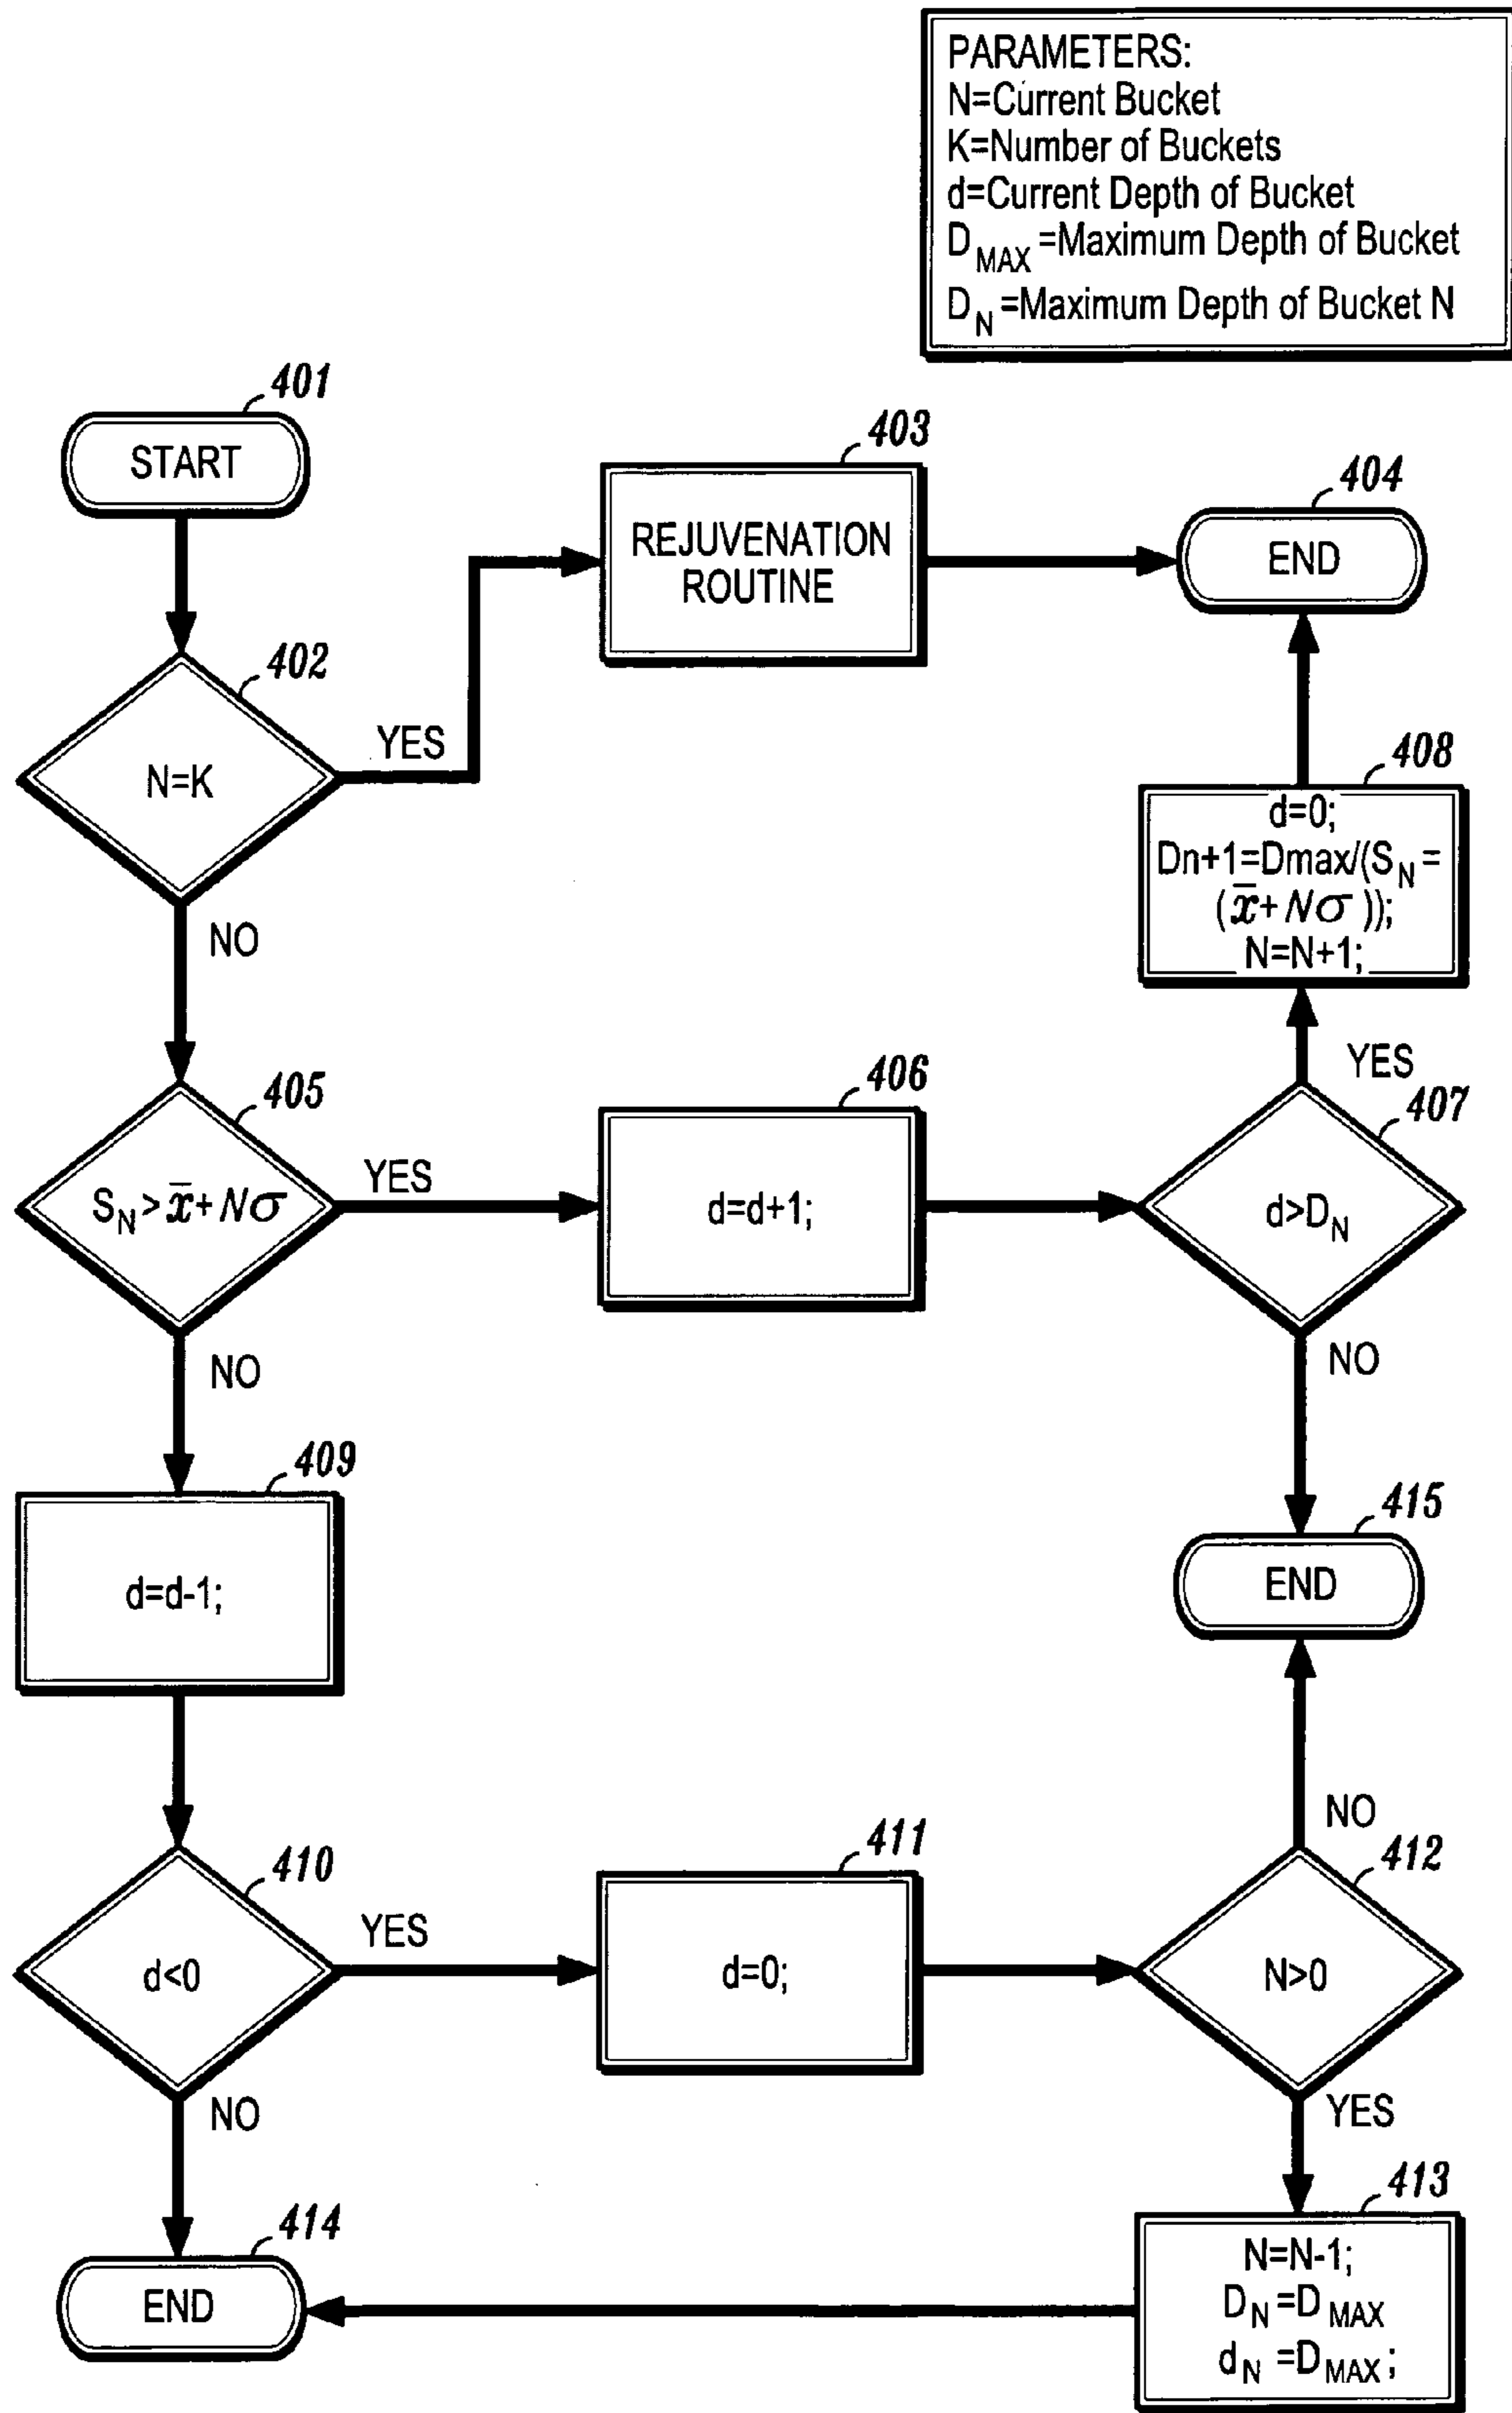 PARAMETERS:
N=Current Bucket
K=Number of Buckets
d=Current Depth of Bucket
D_MAX =Maximum Depth of Bucket
D_N =Maximum Depth of Bucket N
401
START
403
REJUVENATION
ROUTINE
404
END
402
N=K
YES
NO
408
d=0;
Dn+1=Dmax/(S_N =
(x̄+Nσ));
N=N+1;
405
S_N>x̄+Nσ
YES
NO
406
d=d+1;
YES
407
d>D_N
NO
409
d=d-1;
415
END
410
d<0
YES
NO
411
d=0;
NO
412
N>0
YES
414
END
413
N=N-1;
D_N =D_MAX
d_N =D_MAX;